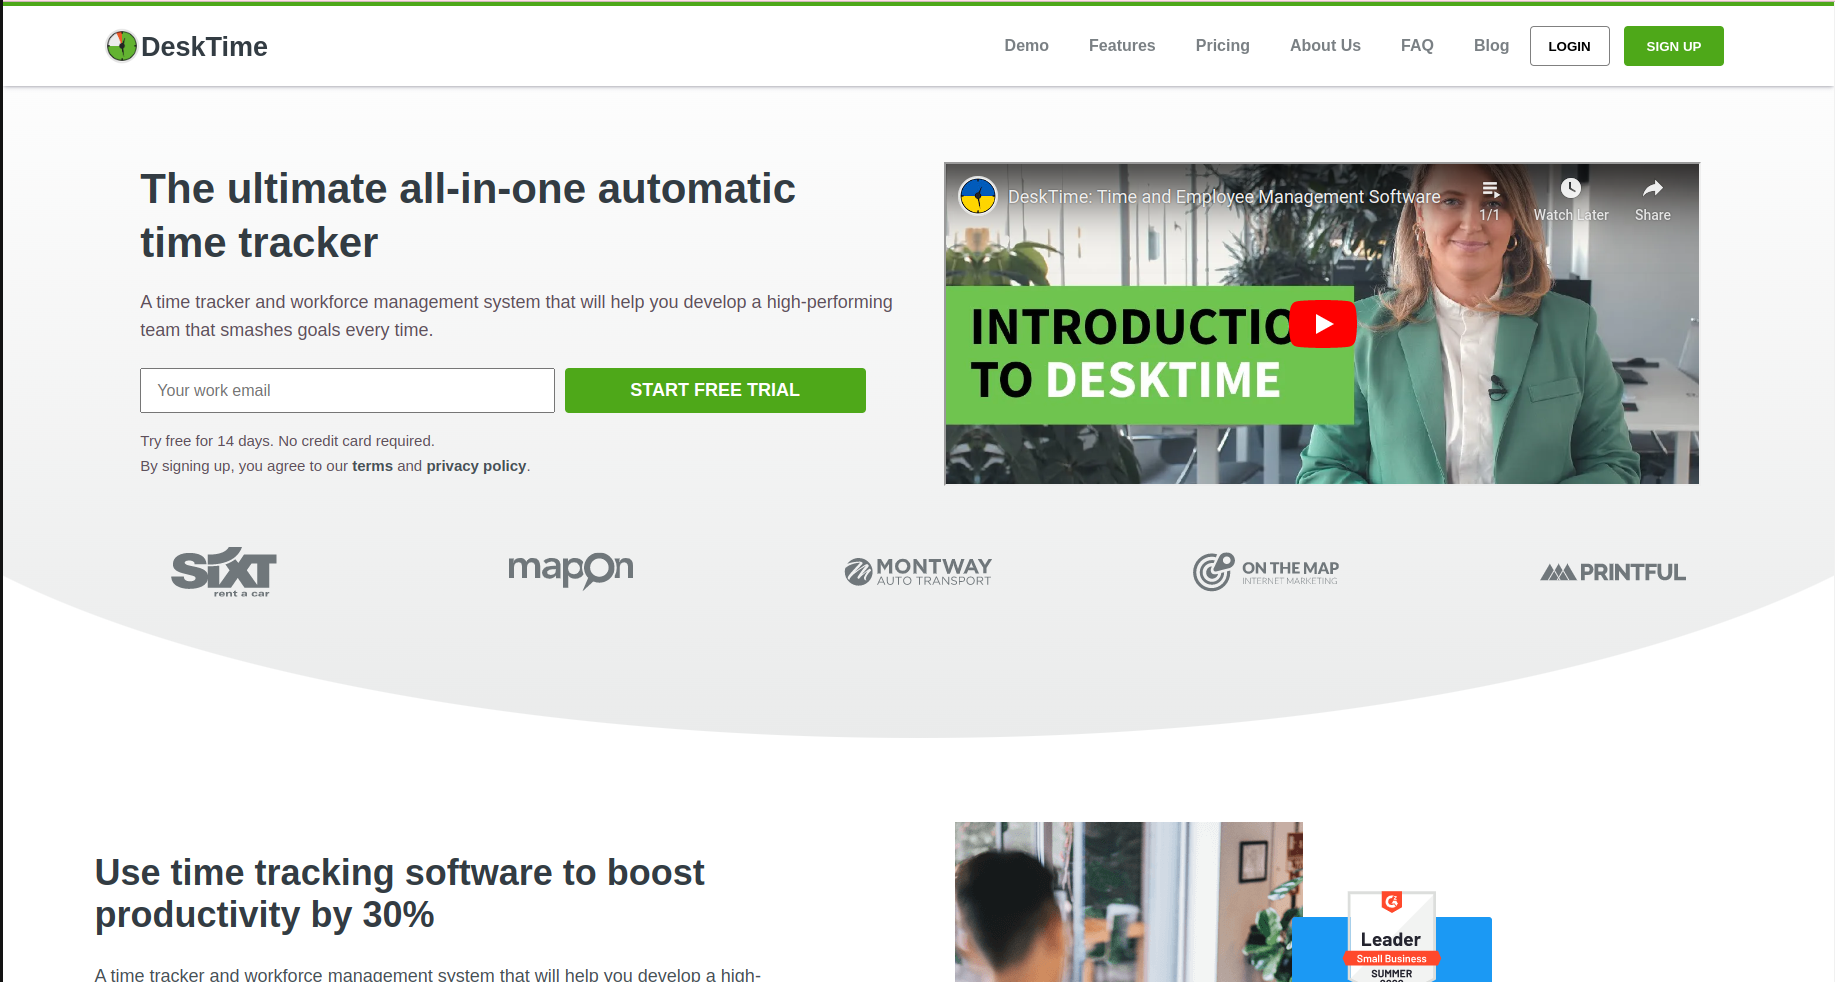 DeskTime
Demo
Features
Pricing
About Us
FAQ
Blog
LOGIN
SIGN UP
The ultimate all-in-one automatic
time tracker
A time tracker and workforce management system that will help you develop a high-performing
team that smashes goals every time.
Your work email
START FREE TRIAL
Try free for 14 days. No credit card required.
By signing up, you agree to our terms and privacy policy.
DeskTime: Time and Employee Management Software
1/1
Watch Later
Share
INTRODUCTIO
TO DESKTIME
SIXT
rent a car
mapon
MONTWAY
AUTO TRANSPORT
ON THE MAP
INTERNET MARKETING
PRINTFUL
Use time tracking software to boost
productivity by 30%
A time tracker and workforce management system that will help you develop a high-
Leader
Small Business
SUMMER